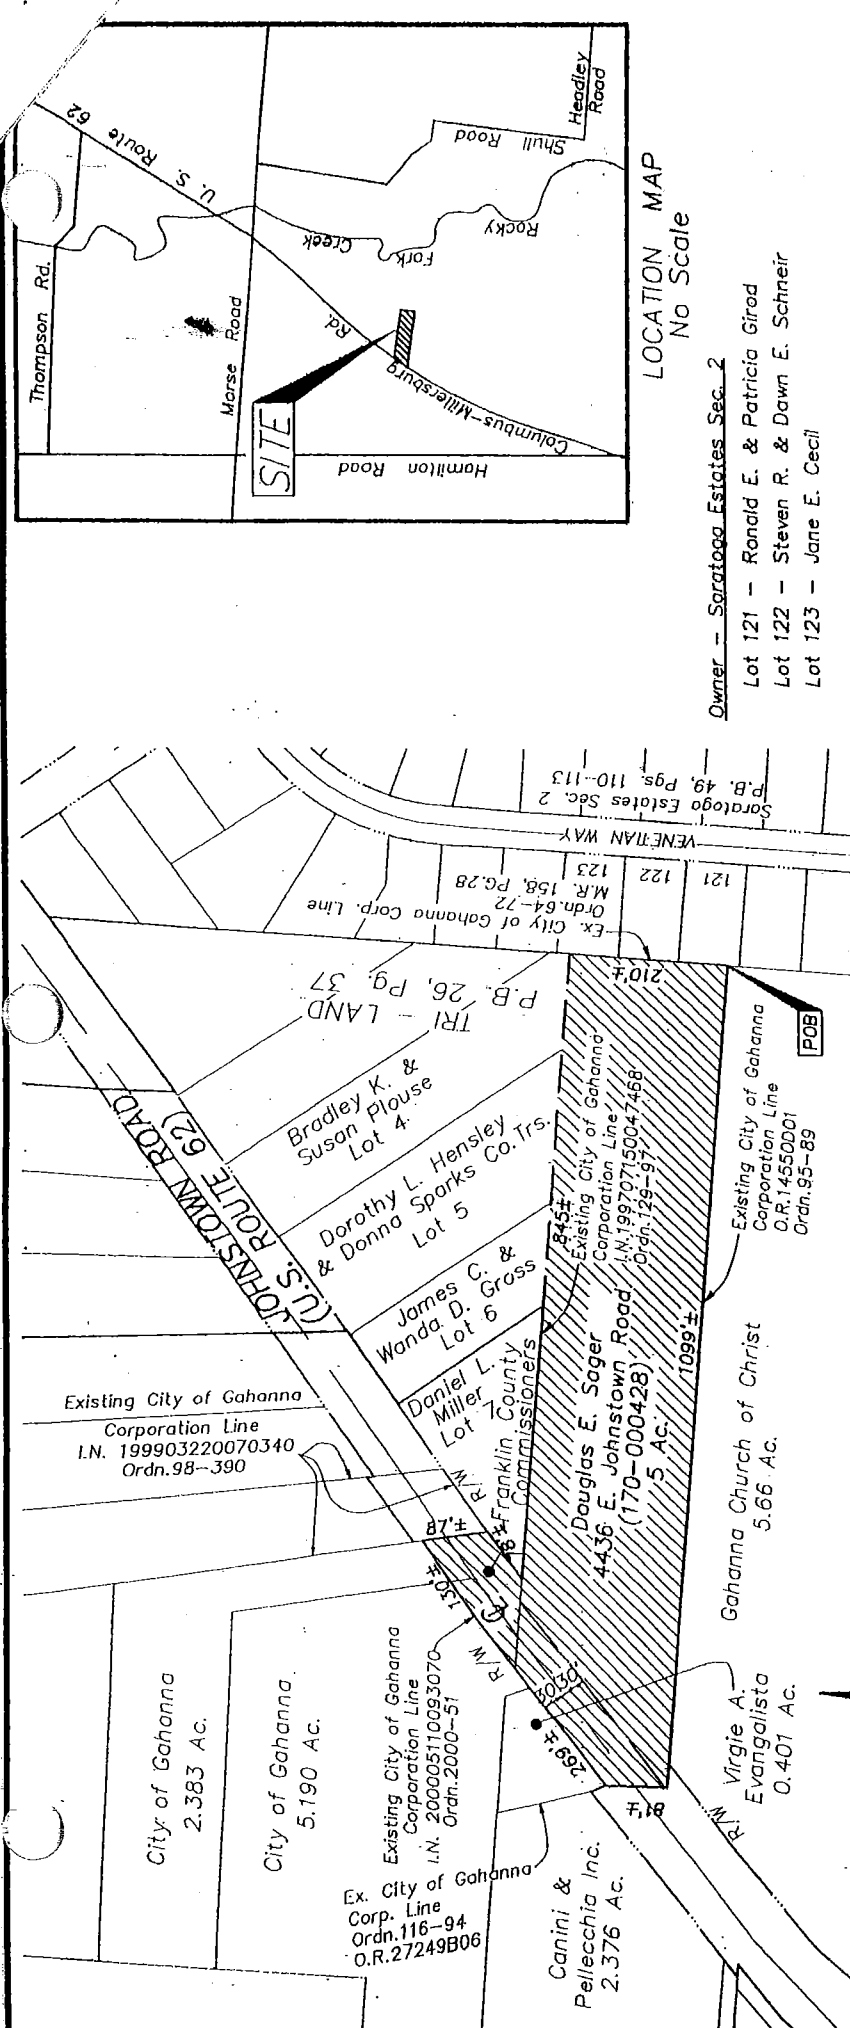 Thompson Rd.
U. S. Route 62
Morse Road
SITE
Hamilton Road
Columbus-Millersburg
Rd.
Rocky
Fork
Creek
Shull Road
Headley
Road
LOCATION MAP
No Scale
Owner - Saratoga Estates Sec. 2
Lot 121 - Ronald E. & Patricia Girod
Lot 122 - Steven R. & Dawn E. Schneir
Lot 123 - Jane E. Cecil
Saratoga Estates Sec. 2
P.B. 49, Pgs. 110-113
VENETIAN WAY
121
122
123
Ex. City of Gahanna Corp. Line
Ordn.64-72
M.R. 158, PG.28
210'±
TRI - LAND
P.B. 26, Pg. 37
JOHNSTOWN ROAD
(U.S. ROUTE 62)
Bradley K. &
Susan Plouse
Lot 4
Dorothy L. Hensley
& Donna Sparks Co.Trs.
Lot 5
James C. &
Wanda D. Gross
Lot 6
Daniel L.
Miller
Lot 7
Franklin County
Commissioners
845'±
Existing City of Gahanna
Corporation Line
I.N.199707150047468
Ordn.129-97
POB
Existing City of Gahanna
Corporation Line
O.R.14550D01
Ordn.95-89
1099'±
Douglas E. Sager
4436 E. Johnstown Road
(170-000428)
5 Ac.
Gahanna Church of Christ
5.66 Ac.
Existing City of Gahanna
Corporation Line
I.N. 199903220070340
Ordn.98-390
R/W
87'±
8'±
130'±
R/W
30'
30'
269'±
81'±
R/W
Virgie A.
Evangalista
0.401 Ac.
City of Gahanna
2.383 Ac.
City of Gahanna
5.190 Ac.
Existing City of Gahanna
Corporation Line
I.N. 200005110093070
Ordn.2000-51
Ex. City of Gahanna
Corp. Line
Ordn.116-94
O.R.27249B06
Canini &
Pellecchia Inc.
2.376 Ac.